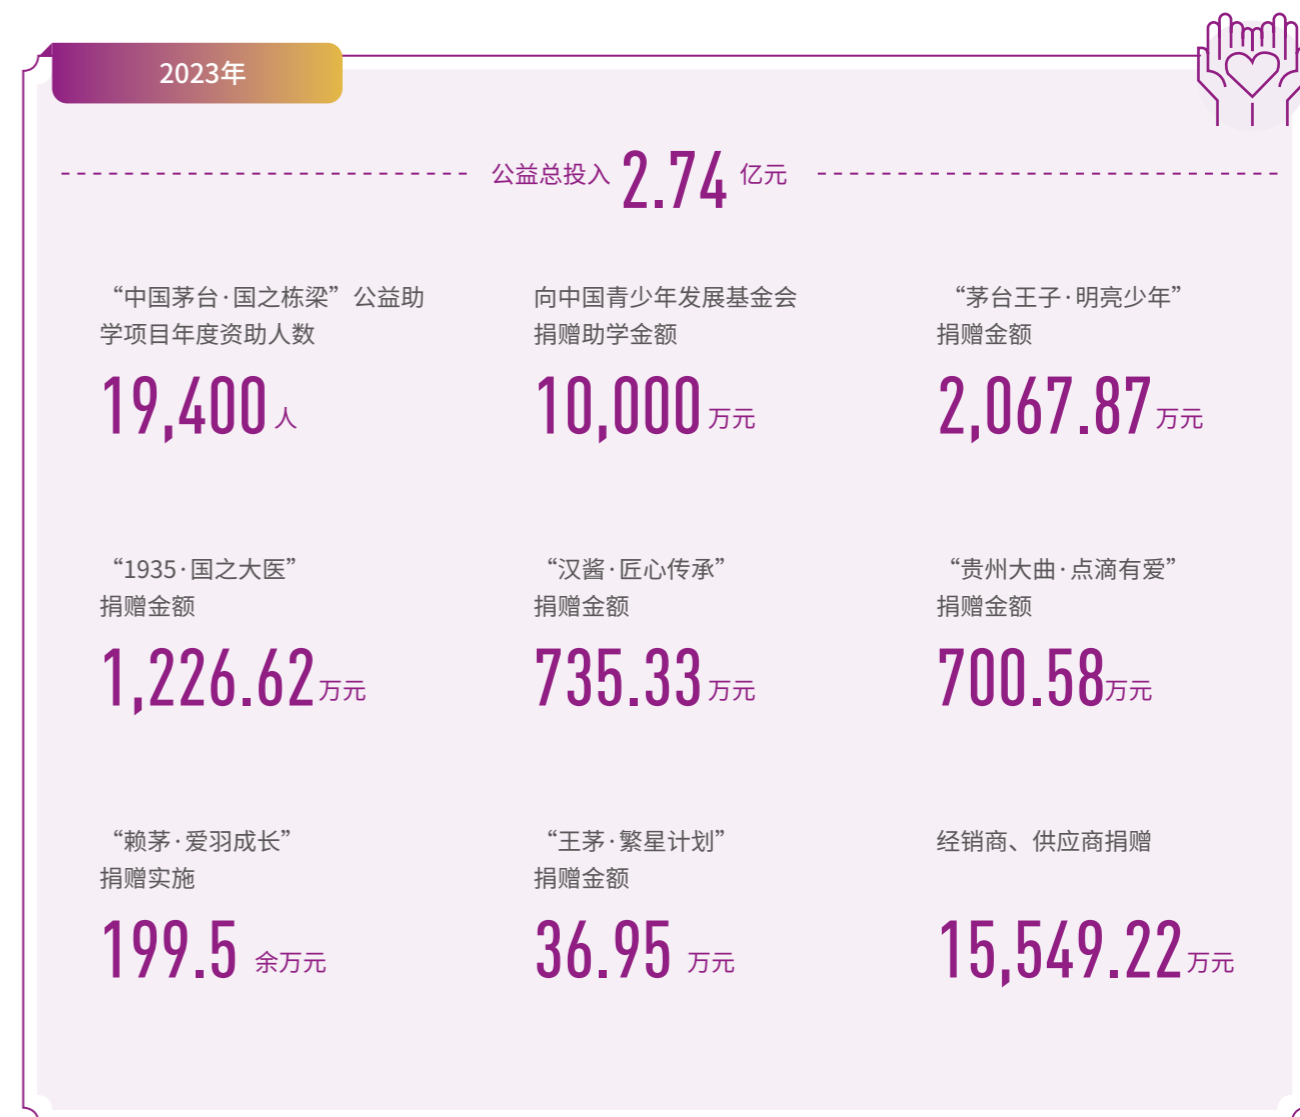 2023年
公益总投入 2.74 亿元
“中国茅台·国之栋梁”公益助
学项目年度资助人数
19,400 人
向中国青少年发展基金会
捐赠助学金额
10,000 万元
“茅台王子·明亮少年”
捐赠金额
2,067.87 万元
“1935·国之大医”
捐赠金额
1,226.62 万元
“汉酱·匠心传承”
捐赠金额
735.33 万元
“贵州大曲·点滴有爱”
捐赠金额
700.58 万元
“赖茅·爱羽成长”
捐赠实施
199.5 余万元
“王茅·繁星计划”
捐赠金额
36.95 万元
经销商、供应商捐赠
15,549.22 万元